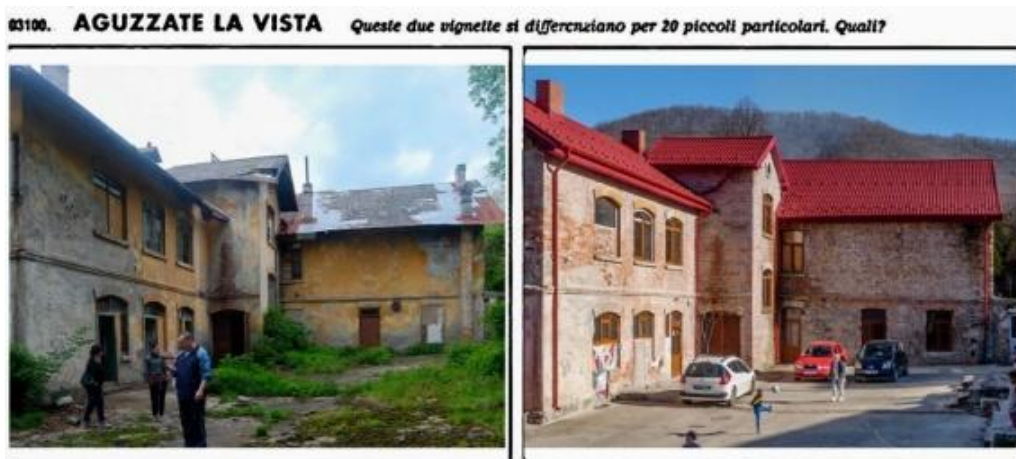 03100. AGUZZATE LA VISTA Queste due vignette si differenziano per 20 piccoli particolari. Quali?